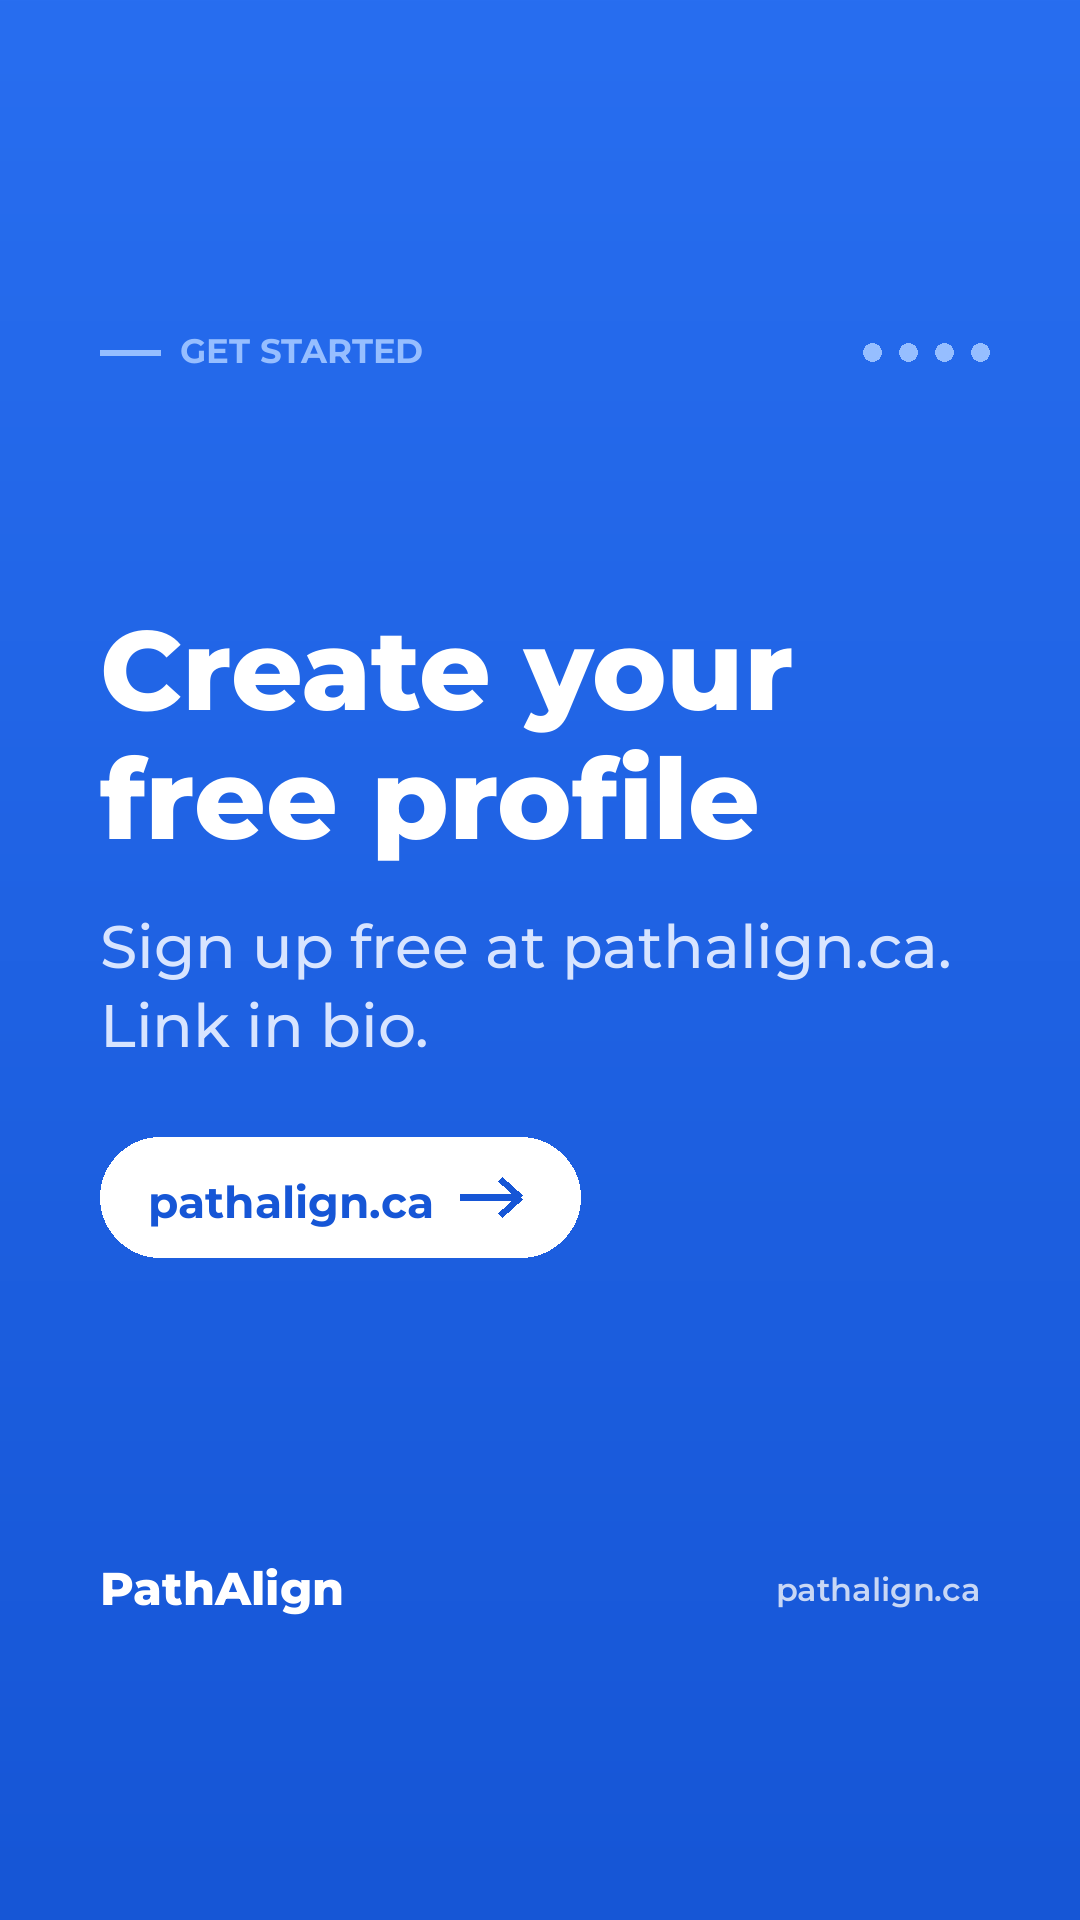 GET STARTED
Create your
free profile
Sign up free at pathalign.ca.
Link in bio.
pathalign.ca
PathAlign
pathalign.ca